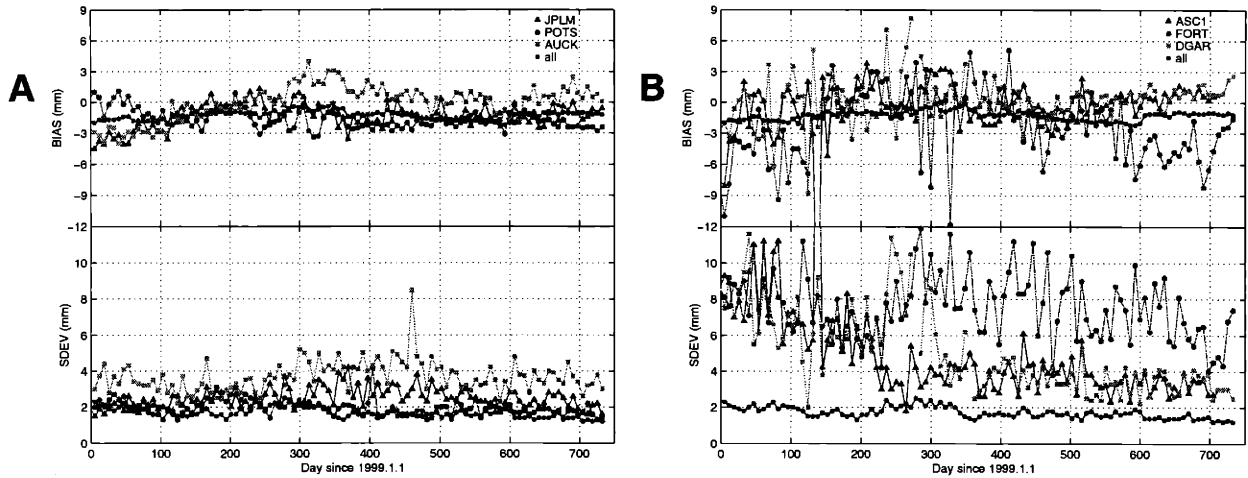 A
9
6
3
0
−3
−6
−9
−12
BIAS (mm)
JPLM
POTS
AUCK
all
10
8
6
4
2
0
SDEV (mm)
0 100 200 300 400 500 600 700
Day since 1999.1.1
B
9
6
3
0
−3
−6
−9
−12
BIAS (mm)
ASC1
FORT
DGAR
all
10
8
6
4
2
0
SDEV (mm)
0 100 200 300 400 500 600 700
Day since 1999.1.1